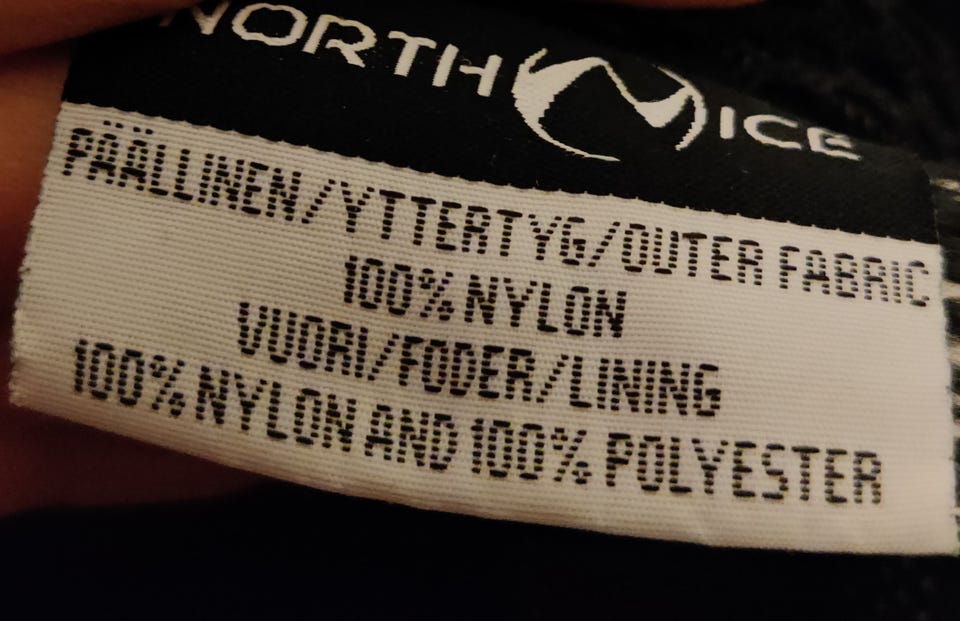 NORTH ICE
PÄÄLLINEN/YTTERTYG/OUTER FABRIC
100% NYLON
VUORI/FODER/LINING
100% NYLON AND 100% POLYESTER